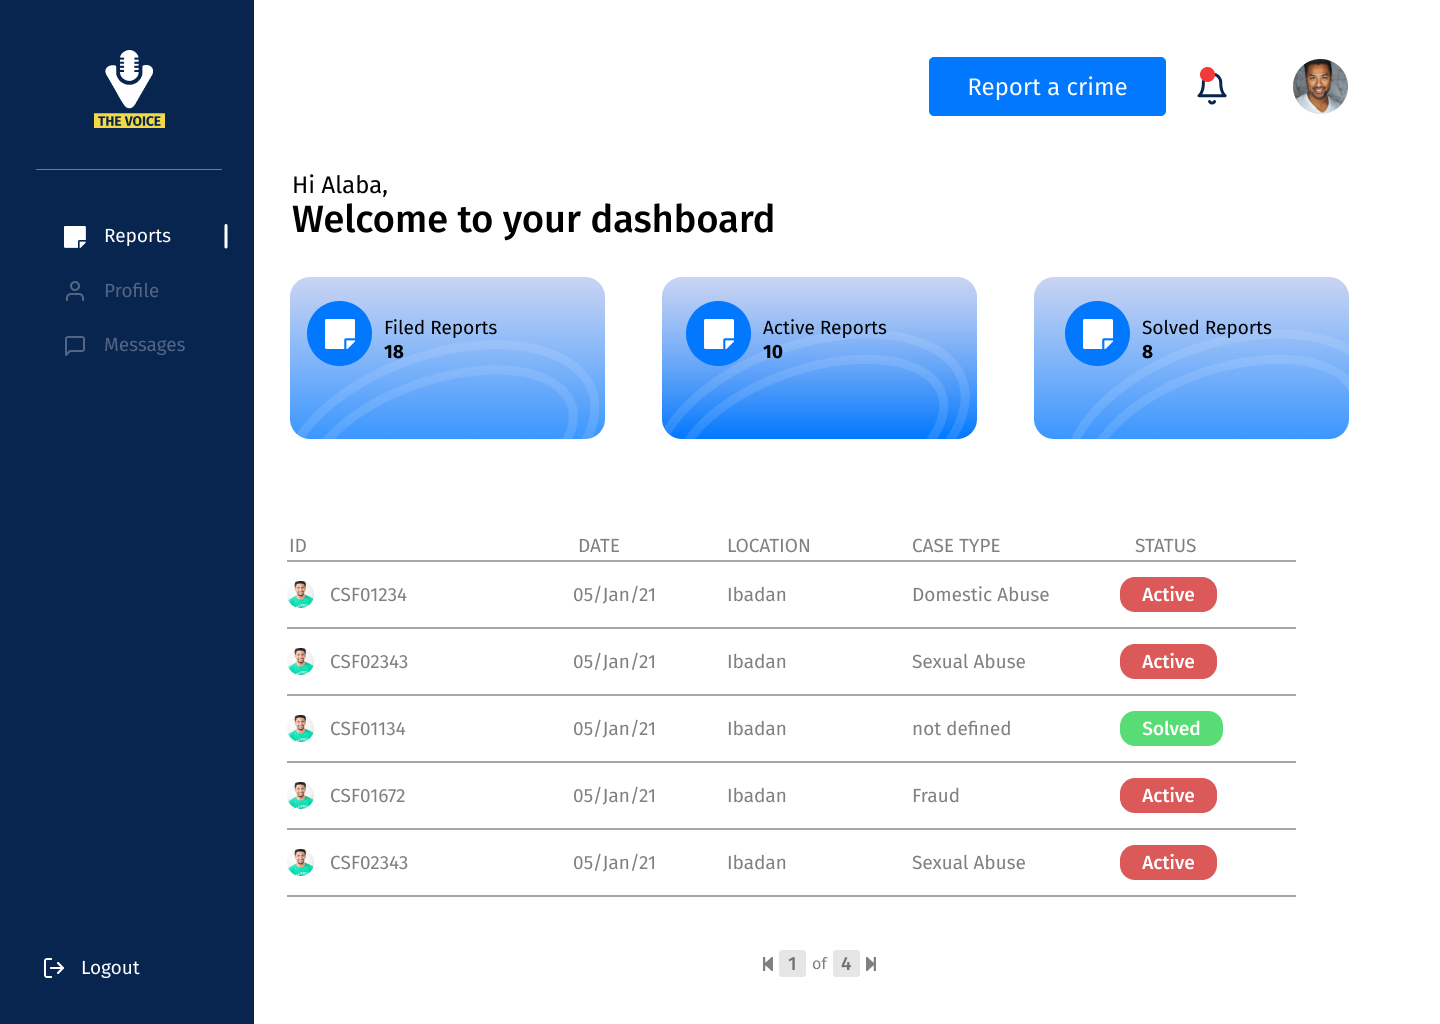 THE VOICE
Reports
Profile
Messages
Logout
Report a crime
Hi Alaba,
Welcome to your dashboard
Filed Reports
18
Active Reports
10
Solved Reports
8
ID DATE LOCATION CASE TYPE STATUS
CSF01234 05/Jan/21 Ibadan Domestic Abuse Active
CSF02343 05/Jan/21 Ibadan Sexual Abuse Active
CSF01134 05/Jan/21 Ibadan not defined Solved
CSF01672 05/Jan/21 Ibadan Fraud Active
CSF02343 05/Jan/21 Ibadan Sexual Abuse Active
1 of 4